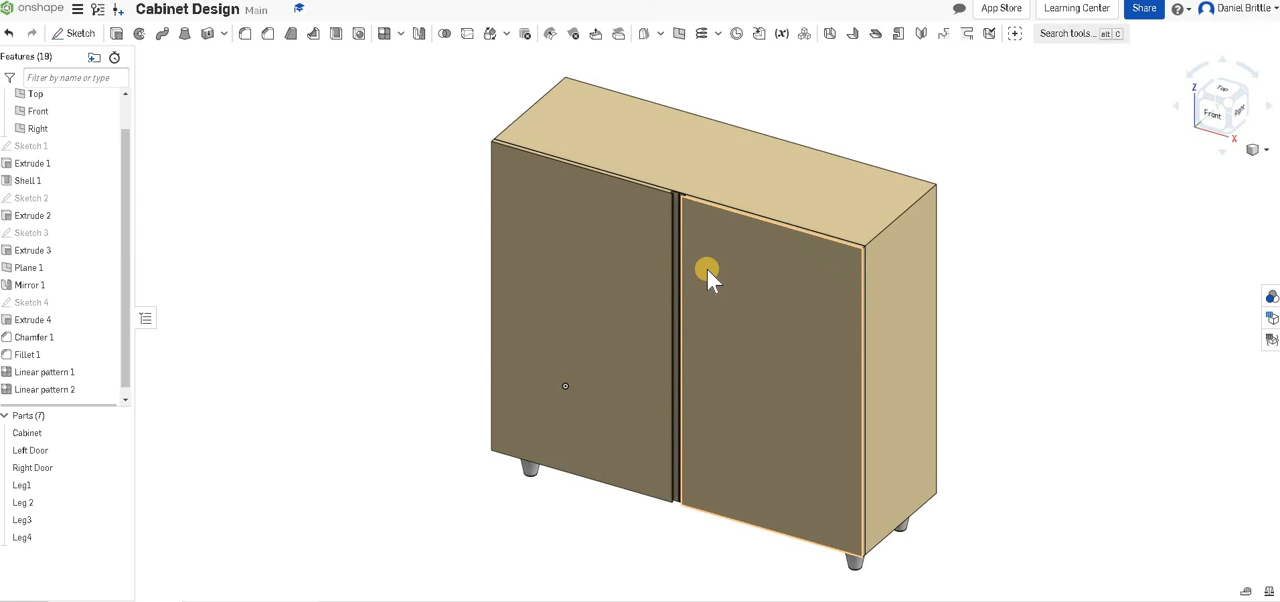 onshape Cabinet Design Main App Store Learning Center Share Daniel Brittle
Sketch (x) Search tools... alt C
Features (19)
Filter by name or type
Top
Front
Right
Sketch 1
Extrude 1
Shell 1
Sketch 2
Extrude 2
Sketch 3
Extrude 3
Plane 1
Mirror 1
Sketch 4
Extrude 4
Chamfer 1
Fillet 1
Linear pattern 1
Linear pattern 2
Parts (7)
Cabinet
Left Door
Right Door
Leg1
Leg 2
Leg3
Leg4
Z
Top
Front
Right
X